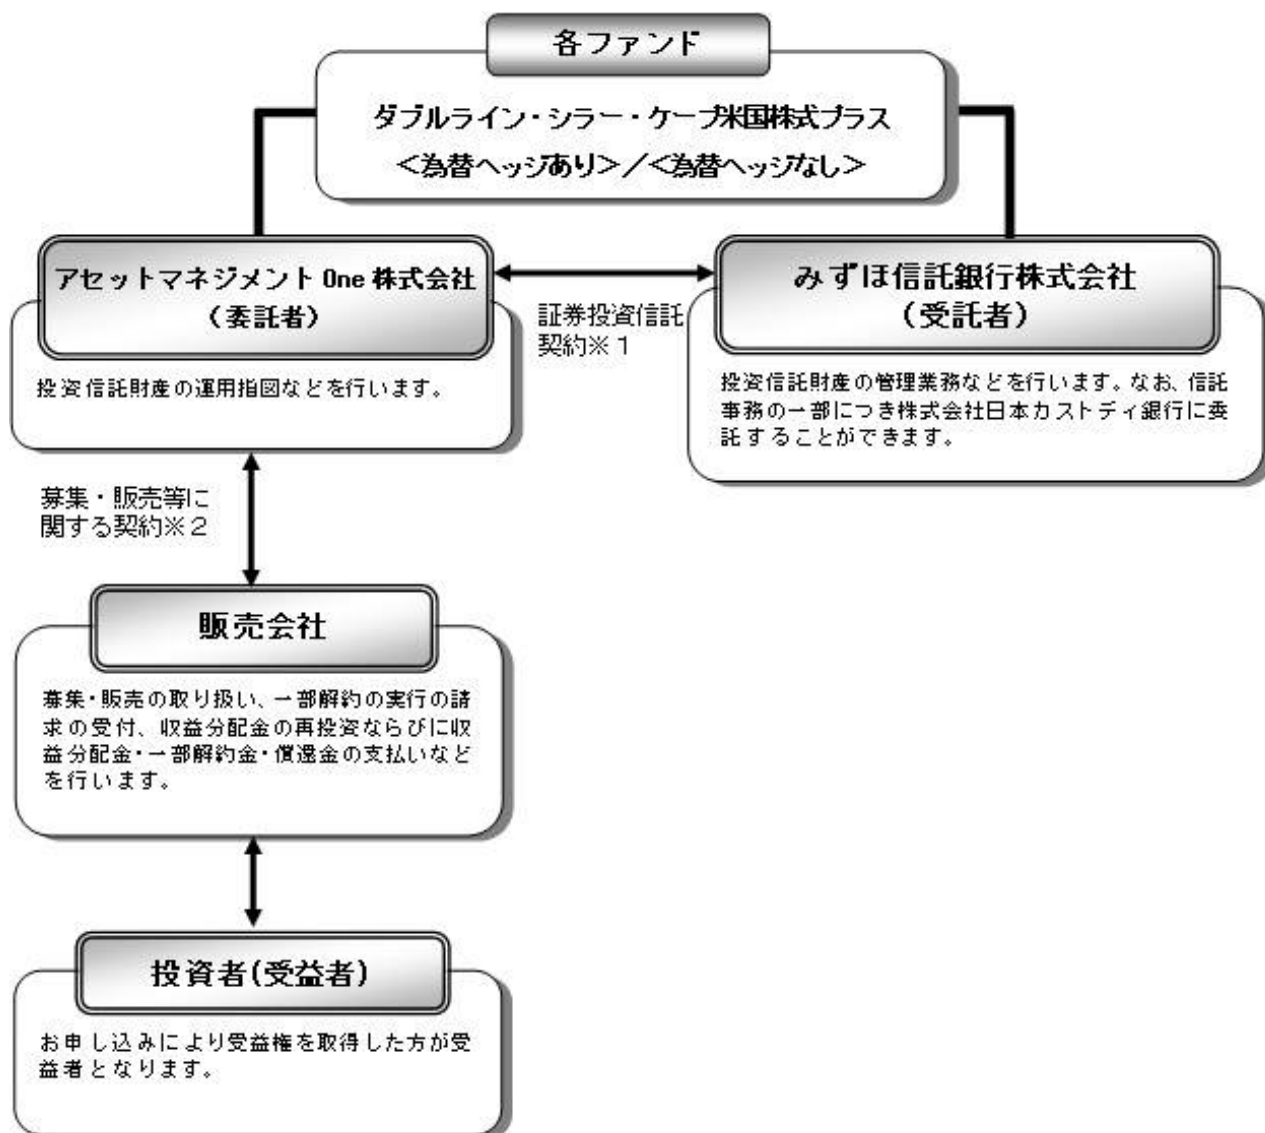 各ファンド
ダブルライン・シラー・ケープ米国株式プラス
＜為替ヘッジあり＞／＜為替ヘッジなし＞
アセットマネジメント One 株式会社
（委託者）
投資信託財産の運用指図などを行います。
証券投資信託
契約※１
みずほ信託銀行株式会社
（受託者）
投資信託財産の管理業務などを行います。なお、信託
事務の一部につき株式会社日本カストディ銀行に委
託することができます。
募集・販売等に
関する契約※２
販売会社
募集・販売の取り扱い、一部解約の実行の請
求の受付、収益分配金の再投資ならびに収
益分配金・一部解約金・償還金の支払いなど
を行います。
投資者(受益者)
お申し込みにより受益権を取得した方が受
益者となります。